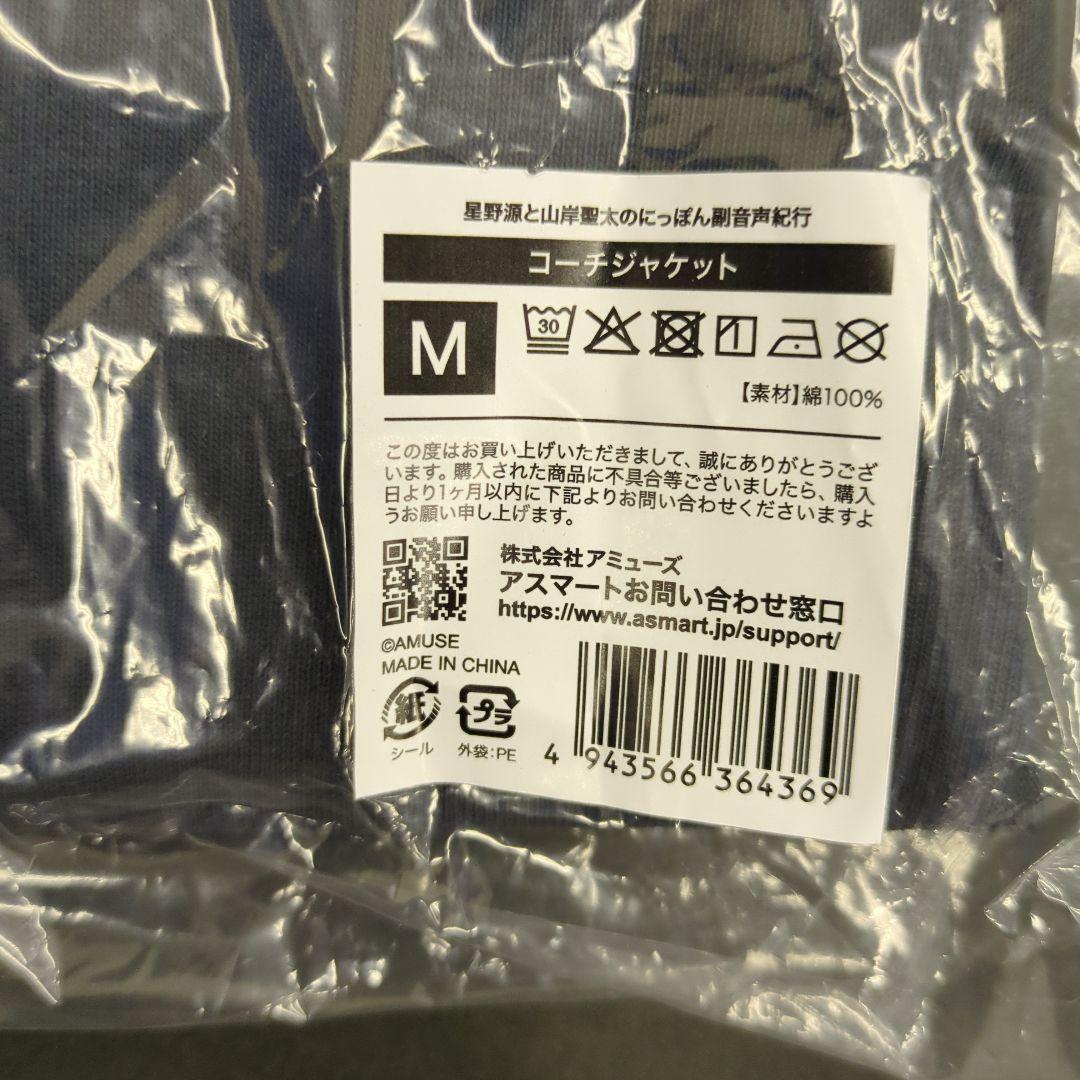 星野源と山岸聖太のにっぽん副音声紀行
コーチジャケット
M
30
【素材】綿100%
この度はお買い上げいただきまして、誠にありがとうござ
います。購入された商品に不具合等ございましたら、購入
日より1ヶ月以内に下記よりお問い合わせくださいますよ
うお願い申し上げます。
株式会社アミューズ
アスマートお問い合わせ窓口
https://www.asmart.jp/support/
©AMUSE
MADE IN CHINA
紙
プラ
シール
外袋:PE
4 943566 364369